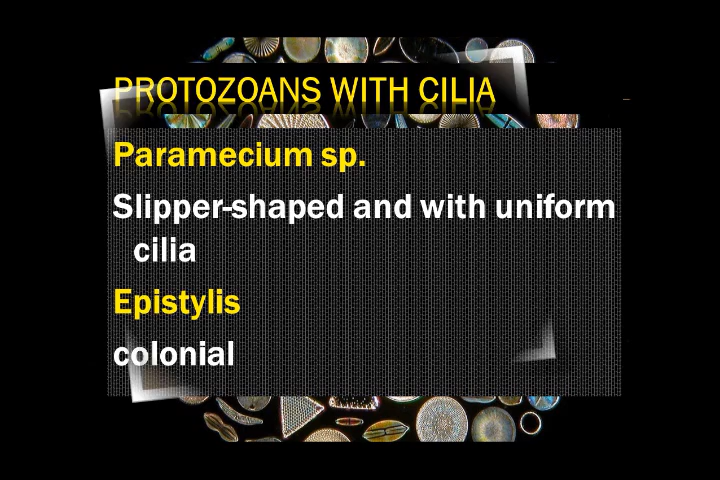 PROTOZOANS WITH CILIA
Paramecium sp.
Slipper-shaped and with uniform
cilia
Epistylis
colonial